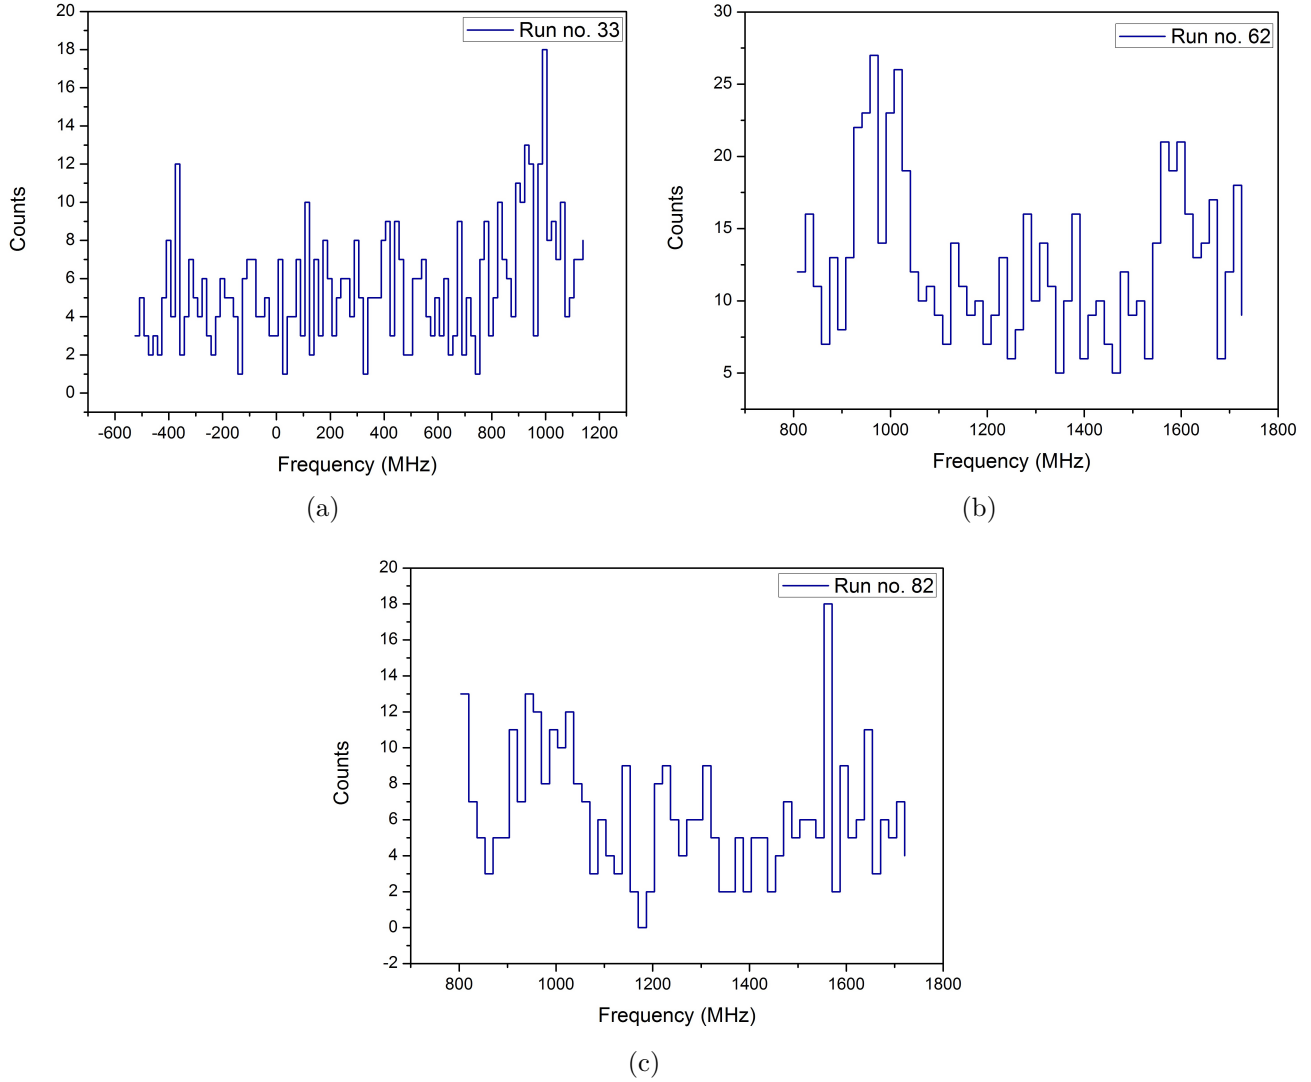 20
18
16
14
12
10
8
6
4
2
0
Counts
Run no. 33
-600 -400 -200 0 200 400 600 800 1000 1200
Frequency (MHz)
(a)
30
25
20
15
10
5
Counts
Run no. 62
800 1000 1200 1400 1600 1800
Frequency (MHz)
(b)
20
18
16
14
12
10
8
6
4
2
0
-2
Counts
Run no. 82
800 1000 1200 1400 1600 1800
Frequency (MHz)
(c)